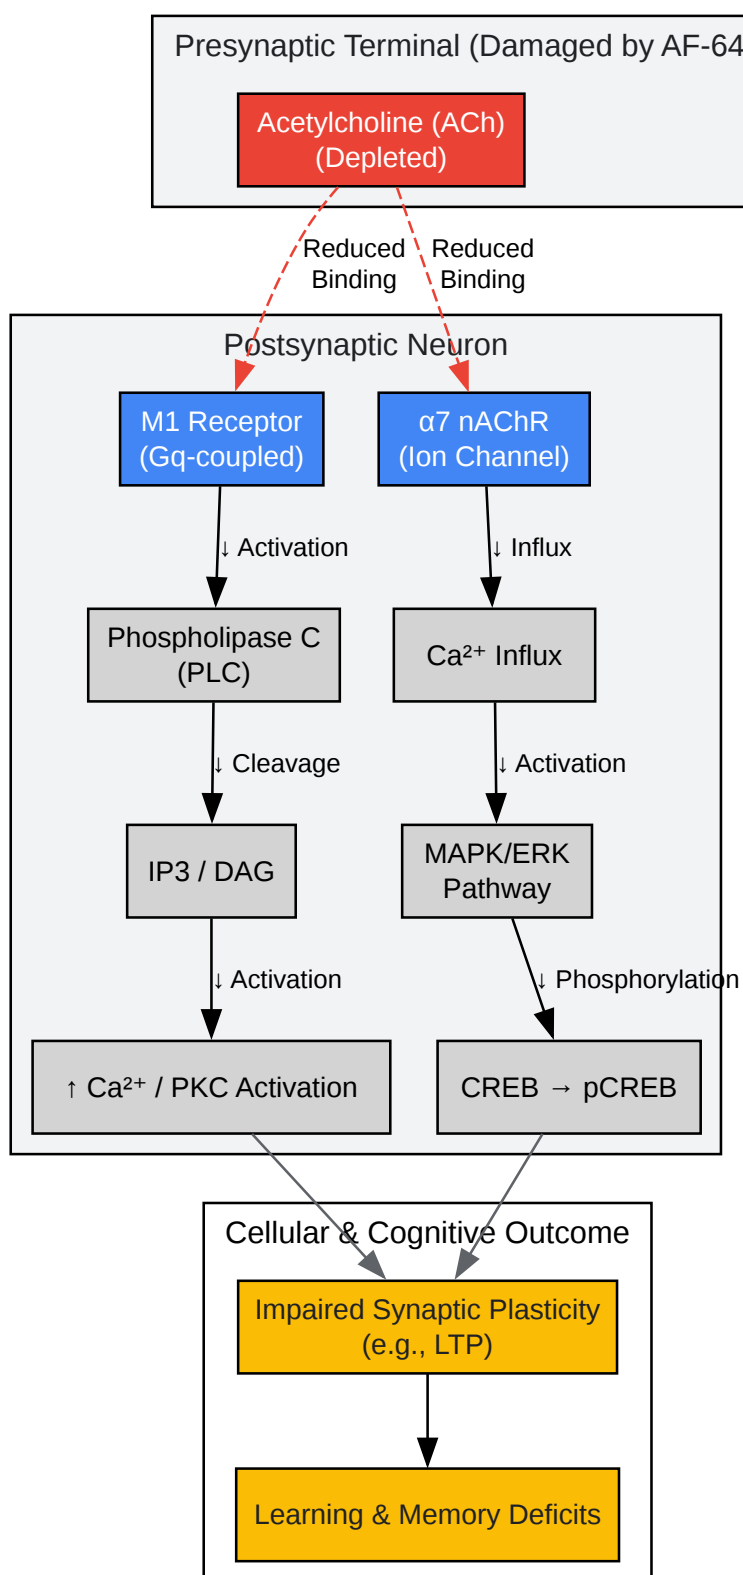 Presynaptic Terminal (Damaged by AF-64
Acetylcholine (ACh)
(Depleted)
Reduced
Binding
Reduced
Binding
Postsynaptic Neuron
M1 Receptor
(Gq-coupled)
α7 nAChR
(Ion Channel)
↓ Activation
↓ Influx
Phospholipase C
(PLC)
Ca²⁺ Influx
↓ Cleavage
↓ Activation
IP3 / DAG
MAPK/ERK
Pathway
↓ Activation
↓ Phosphorylation
↑ Ca²⁺ / PKC Activation
CREB → pCREB
Cellular & Cognitive Outcome
Impaired Synaptic Plasticity
(e.g., LTP)
Learning & Memory Deficits